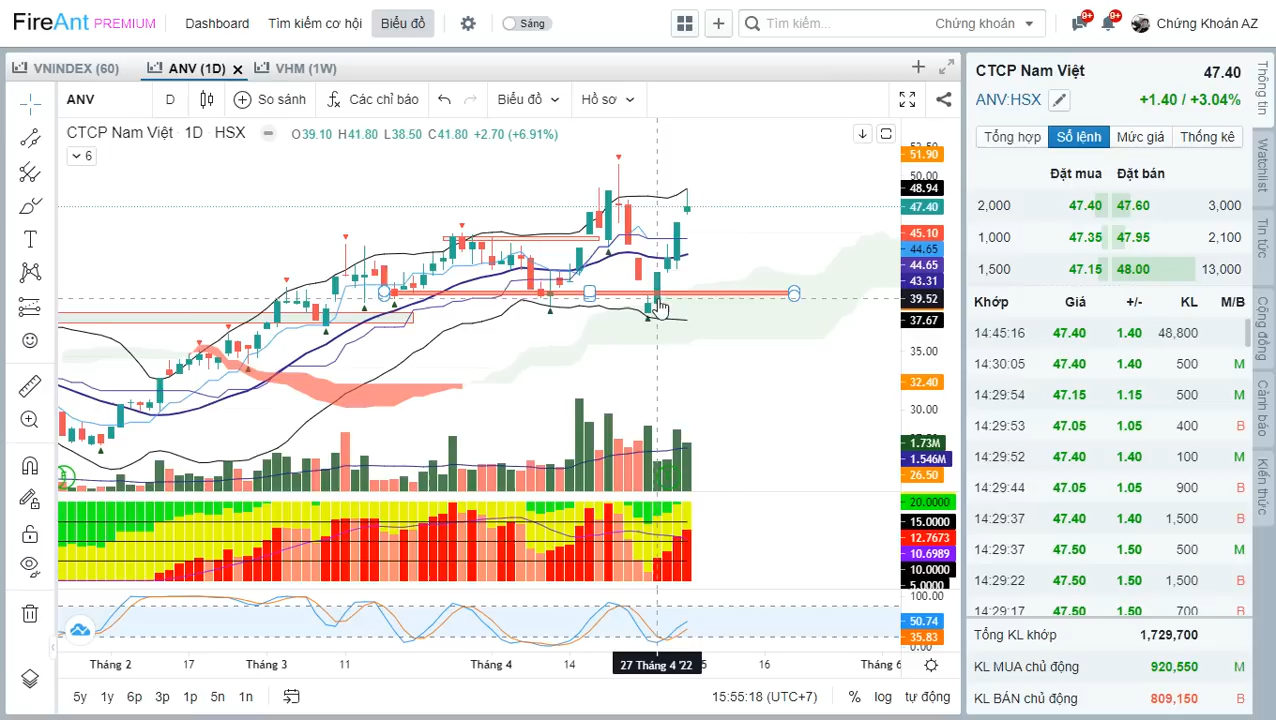 FireAnt PREMIUM Dashboard Tìm kiếm cơ hội Biểu đồ Sáng Tìm kiếm... Chứng khoán 9+ 9+ Chứng Khoán AZ
VNINDEX (60) ANV (1D) VHM (1W)
ANV D So sánh Các chỉ báo Biểu đồ Hồ sơ
CTCP Nam Việt 1D HSX O39.10 H41.80 L38.50 C41.80 +2.70 (+6.91%)
6
51.90
50.00
48.94
47.40
45.10
44.65
44.65
43.31
39.52
37.67
35.00
32.40
30.00
1.73M
1.546M
26.50
20.0000
15.0000
12.7673
10.6989
10.0000
5.0000
100.00
50.74
35.83
0.00
Tháng 2 17 Tháng 3 11 Tháng 4 14 27 Tháng 4 '22 16 Tháng 6
5y 1y 6p 3p 1p 5n 1n 15:55:18 (UTC+7) % log tự động
CTCP Nam Việt 47.40
ANV:HSX +1.40 / +3.04%
Tổng hợp Sổ lệnh Mức giá Thống kê
Đặt mua Đặt bán
2,000 47.40 47.60 3,000
1,000 47.35 47.95 2,100
1,500 47.15 48.00 13,000
Khớp Giá +/- KL M/B
14:45:16 47.40 1.40 48,800
14:30:05 47.40 1.40 500 M
14:29:54 47.15 1.15 500 M
14:29:53 47.05 1.05 400 B
14:29:52 47.40 1.40 100 M
14:29:44 47.05 1.05 900 B
14:29:37 47.40 1.40 1,500 B
14:29:37 47.50 1.50 500 M
14:29:22 47.50 1.50 1,500 B
14:29:17 47.50 1.50 700 B
Tổng KL khớp 1,729,700
KL MUA chủ động 920,550 M
KL BÁN chủ động 809,150 B
Thông tin
Watchlist
Tin tức
Cộng đồng
Cảnh báo
Kiến thức